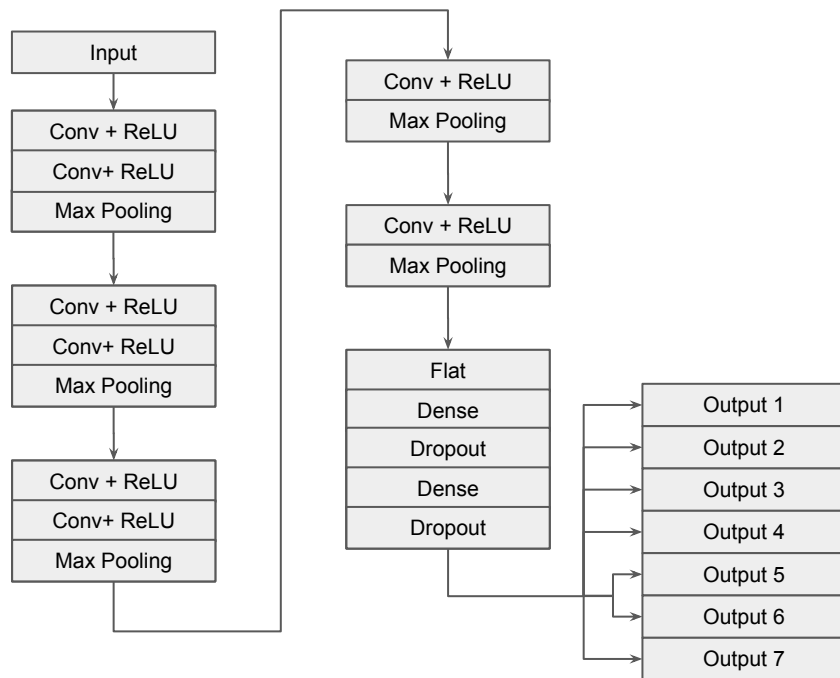 Input
Conv + ReLU
Conv+ ReLU
Max Pooling
Conv + ReLU
Conv+ ReLU
Max Pooling
Conv + ReLU
Conv+ ReLU
Max Pooling
Conv + ReLU
Max Pooling
Conv + ReLU
Max Pooling
Flat
Dense
Dropout
Dense
Dropout
Output 1
Output 2
Output 3
Output 4
Output 5
Output 6
Output 7